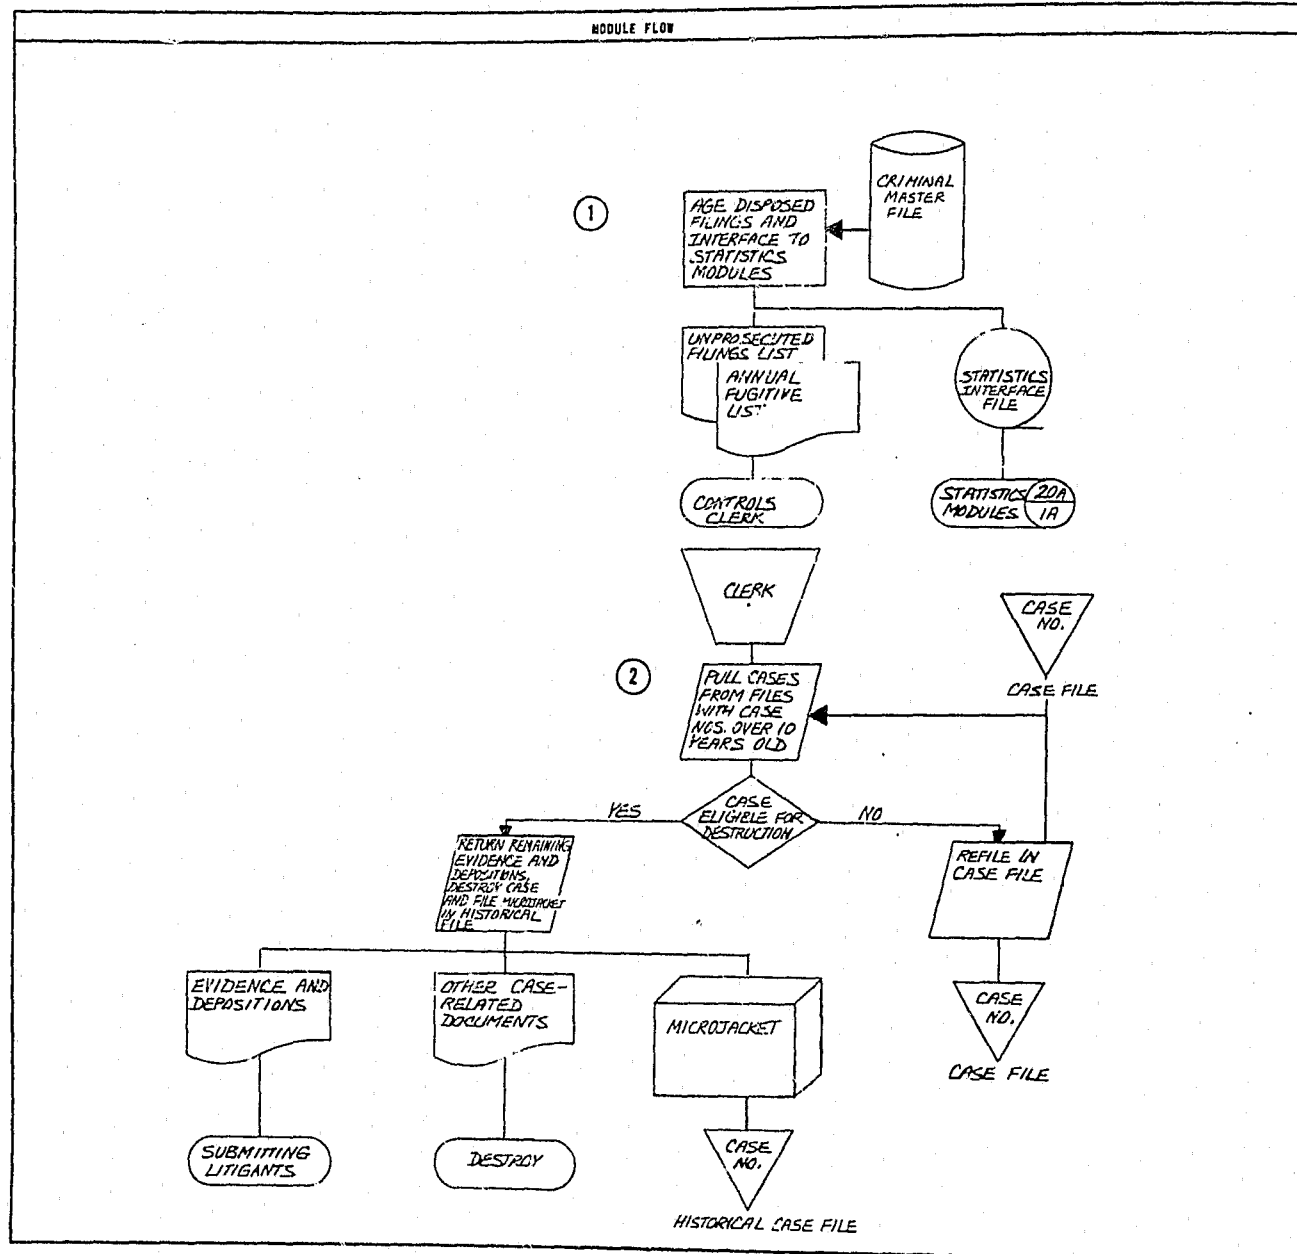 MODULE FLOW
1
AGE DISPOSED
FILINGS AND
INTERFACE TO
STATISTICS
MODULES
CRIMINAL
MASTER
FILE
UNPROSECUTED
FILINGS LIST
ANNUAL
FUGITIVE
LIST
STATISTICS
INTERFACE
FILE
CONTROLS
CLERK
STATISTICS
MODULES
20A
1A
CLERK
CASE
NO.
CASE FILE
2
PULL CASES
FROM FILES
WITH CASE
NOS. OVER 10
YEARS OLD
CASE
ELIGIBLE FOR
DESTRUCTION
YES
NO
RETURN REMAINING
EVIDENCE AND
DEPOSITIONS,
DESTROY CASE
AND FILE MICROJACKET
IN HISTORICAL
FILE
REFILE IN
CASE FILE
EVIDENCE AND
DEPOSITIONS
OTHER CASE-
RELATED
DOCUMENTS
MICROJACKET
CASE
NO.
CASE FILE
SUBMITTING
LITIGANTS
DESTROY
CASE
NO.
HISTORICAL CASE FILE